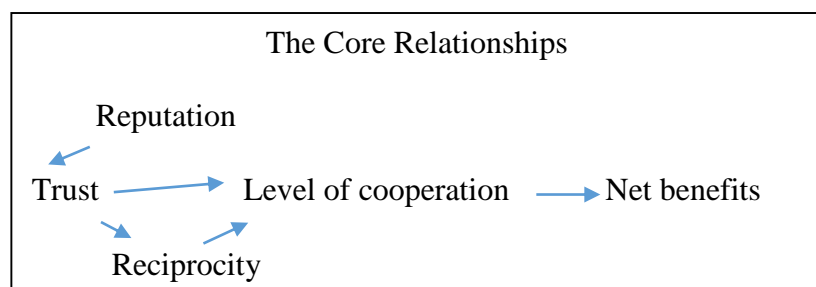 The Core Relationships
Reputation
Trust Level of cooperation Net benefits
Reciprocity